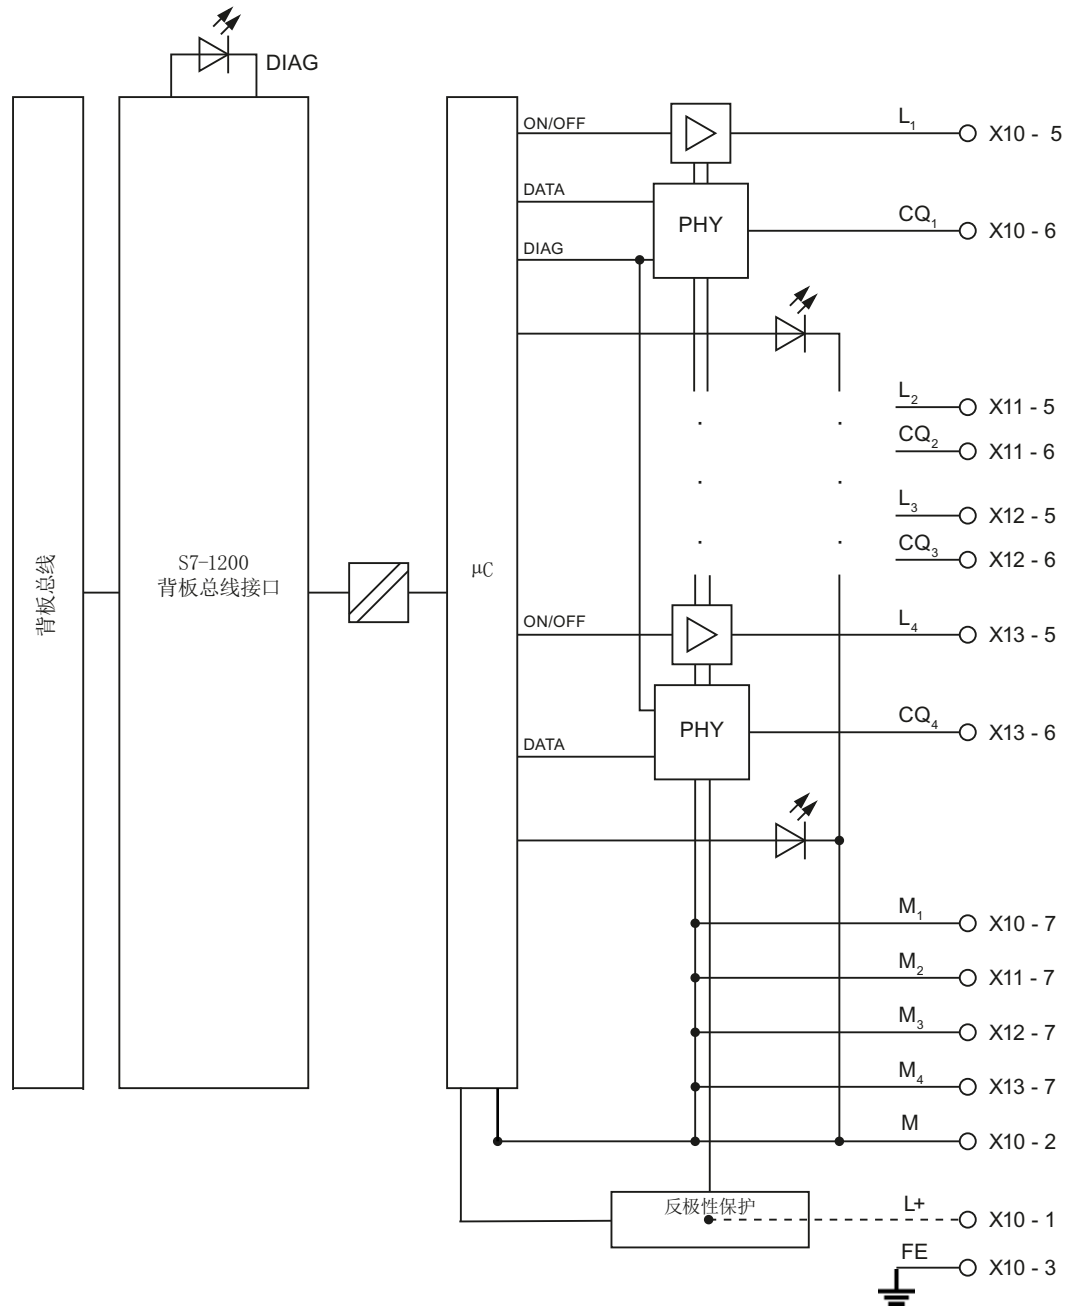 DIAG
ON/OFF
L1
X10 - 5
DATA
PHY
CQ1
X10 - 6
DIAG
L2
X11 - 5
CQ2
X11 - 6
L3
X12 - 5
CQ3
X12 - 6
背板总线
S7-1200
背板总线接口
μC
ON/OFF
L4
X13 - 5
PHY
CQ4
X13 - 6
DATA
M1
X10 - 7
M2
X11 - 7
M3
X12 - 7
M4
X13 - 7
M
X10 - 2
反极性保护
L+
X10 - 1
FE
X10 - 3